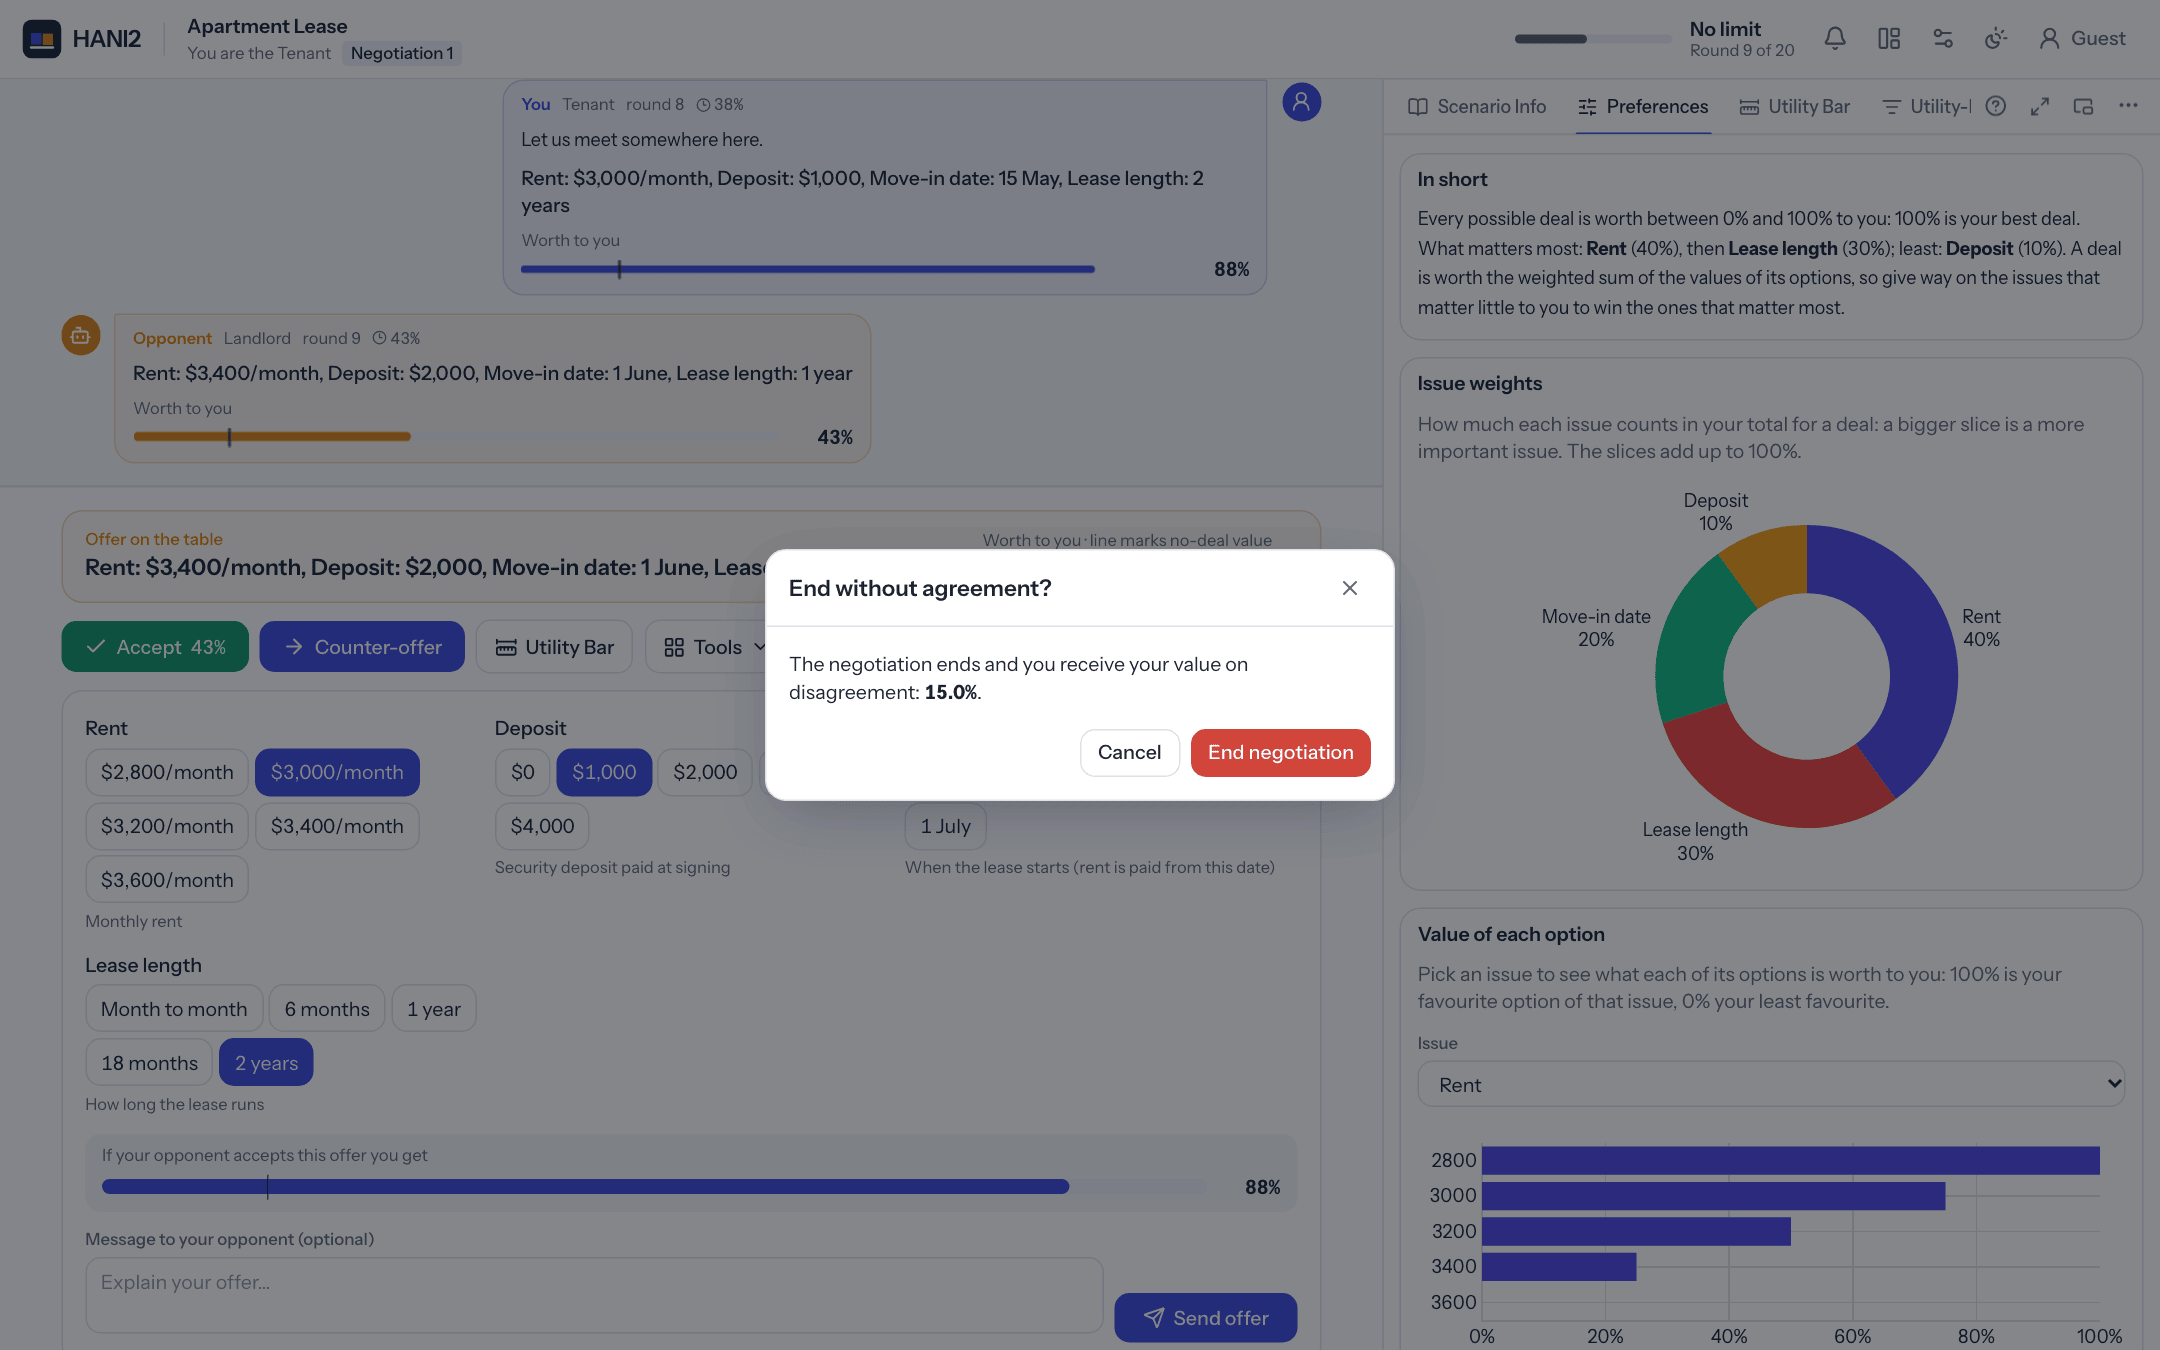 HANI2
Apartment Lease
You are the Tenant Negotiation 1
No limit
Round 9 of 20
Guest
You Tenant round 8 38%
Let us meet somewhere here.
Rent: $3,000/month, Deposit: $1,000, Move-in date: 15 May, Lease length: 2
years
Worth to you
88%
Opponent Landlord round 9 43%
Rent: $3,400/month, Deposit: $2,000, Move-in date: 1 June, Lease length: 1 year
Worth to you
43%
Offer on the table
Worth to you · line marks no-deal value
Rent: $3,400/month, Deposit: $2,000, Move-in date: 1 June, Leas
Accept 43%
Counter-offer
Utility Bar
Tools
End without agreement?
The negotiation ends and you receive your value on
disagreement: 15.0%.
Cancel
End negotiation
Rent
$2,800/month
$3,000/month
$3,200/month
$3,400/month
$3,600/month
Monthly rent
Deposit
$0
$1,000
$2,000
$4,000
Security deposit paid at signing
1 July
When the lease starts (rent is paid from this date)
Lease length
Month to month
6 months
1 year
18 months
2 years
How long the lease runs
If your opponent accepts this offer you get
88%
Message to your opponent (optional)
Explain your offer...
Send offer
Scenario Info
Preferences
Utility Bar
Utility-
In short
Every possible deal is worth between 0% and 100% to you: 100% is your best deal.
What matters most: Rent (40%), then Lease length (30%); least: Deposit (10%). A deal
is worth the weighted sum of the values of its options, so give way on the issues that
matter little to you to win the ones that matter most.
Issue weights
How much each issue counts in your total for a deal: a bigger slice is a more
important issue. The slices add up to 100%.
Deposit
10%
Move-in date
20%
Rent
40%
Lease length
30%
Value of each option
Pick an issue to see what each of its options is worth to you: 100% is your
favourite option of that issue, 0% your least favourite.
Issue
Rent
2800
3000
3200
3400
3600
0% 20% 40% 60% 80% 100%